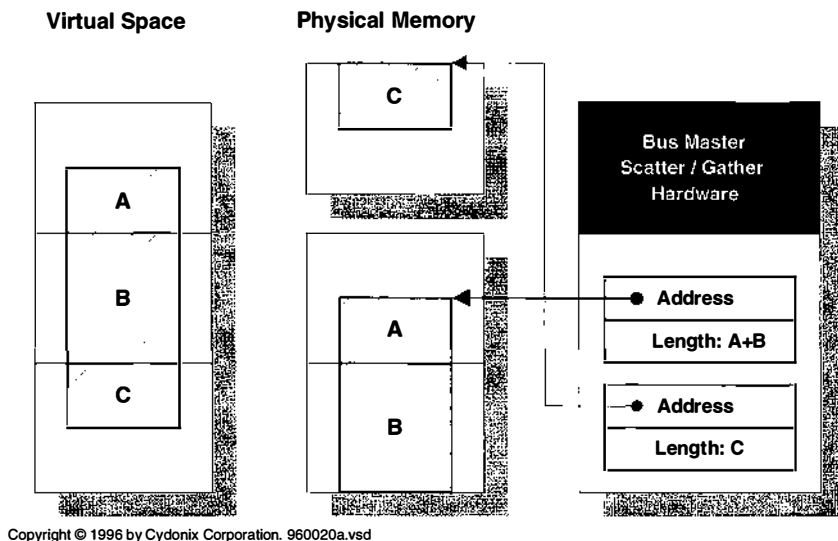 Virtual Space
Physical Memory
A
B
C
C
A
B
Bus Master
Scatter / Gather
Hardware
Address
Length: A+B
Address
Length: C
Copyright © 1996 by Cydonix Corporation. 960020a.vsd